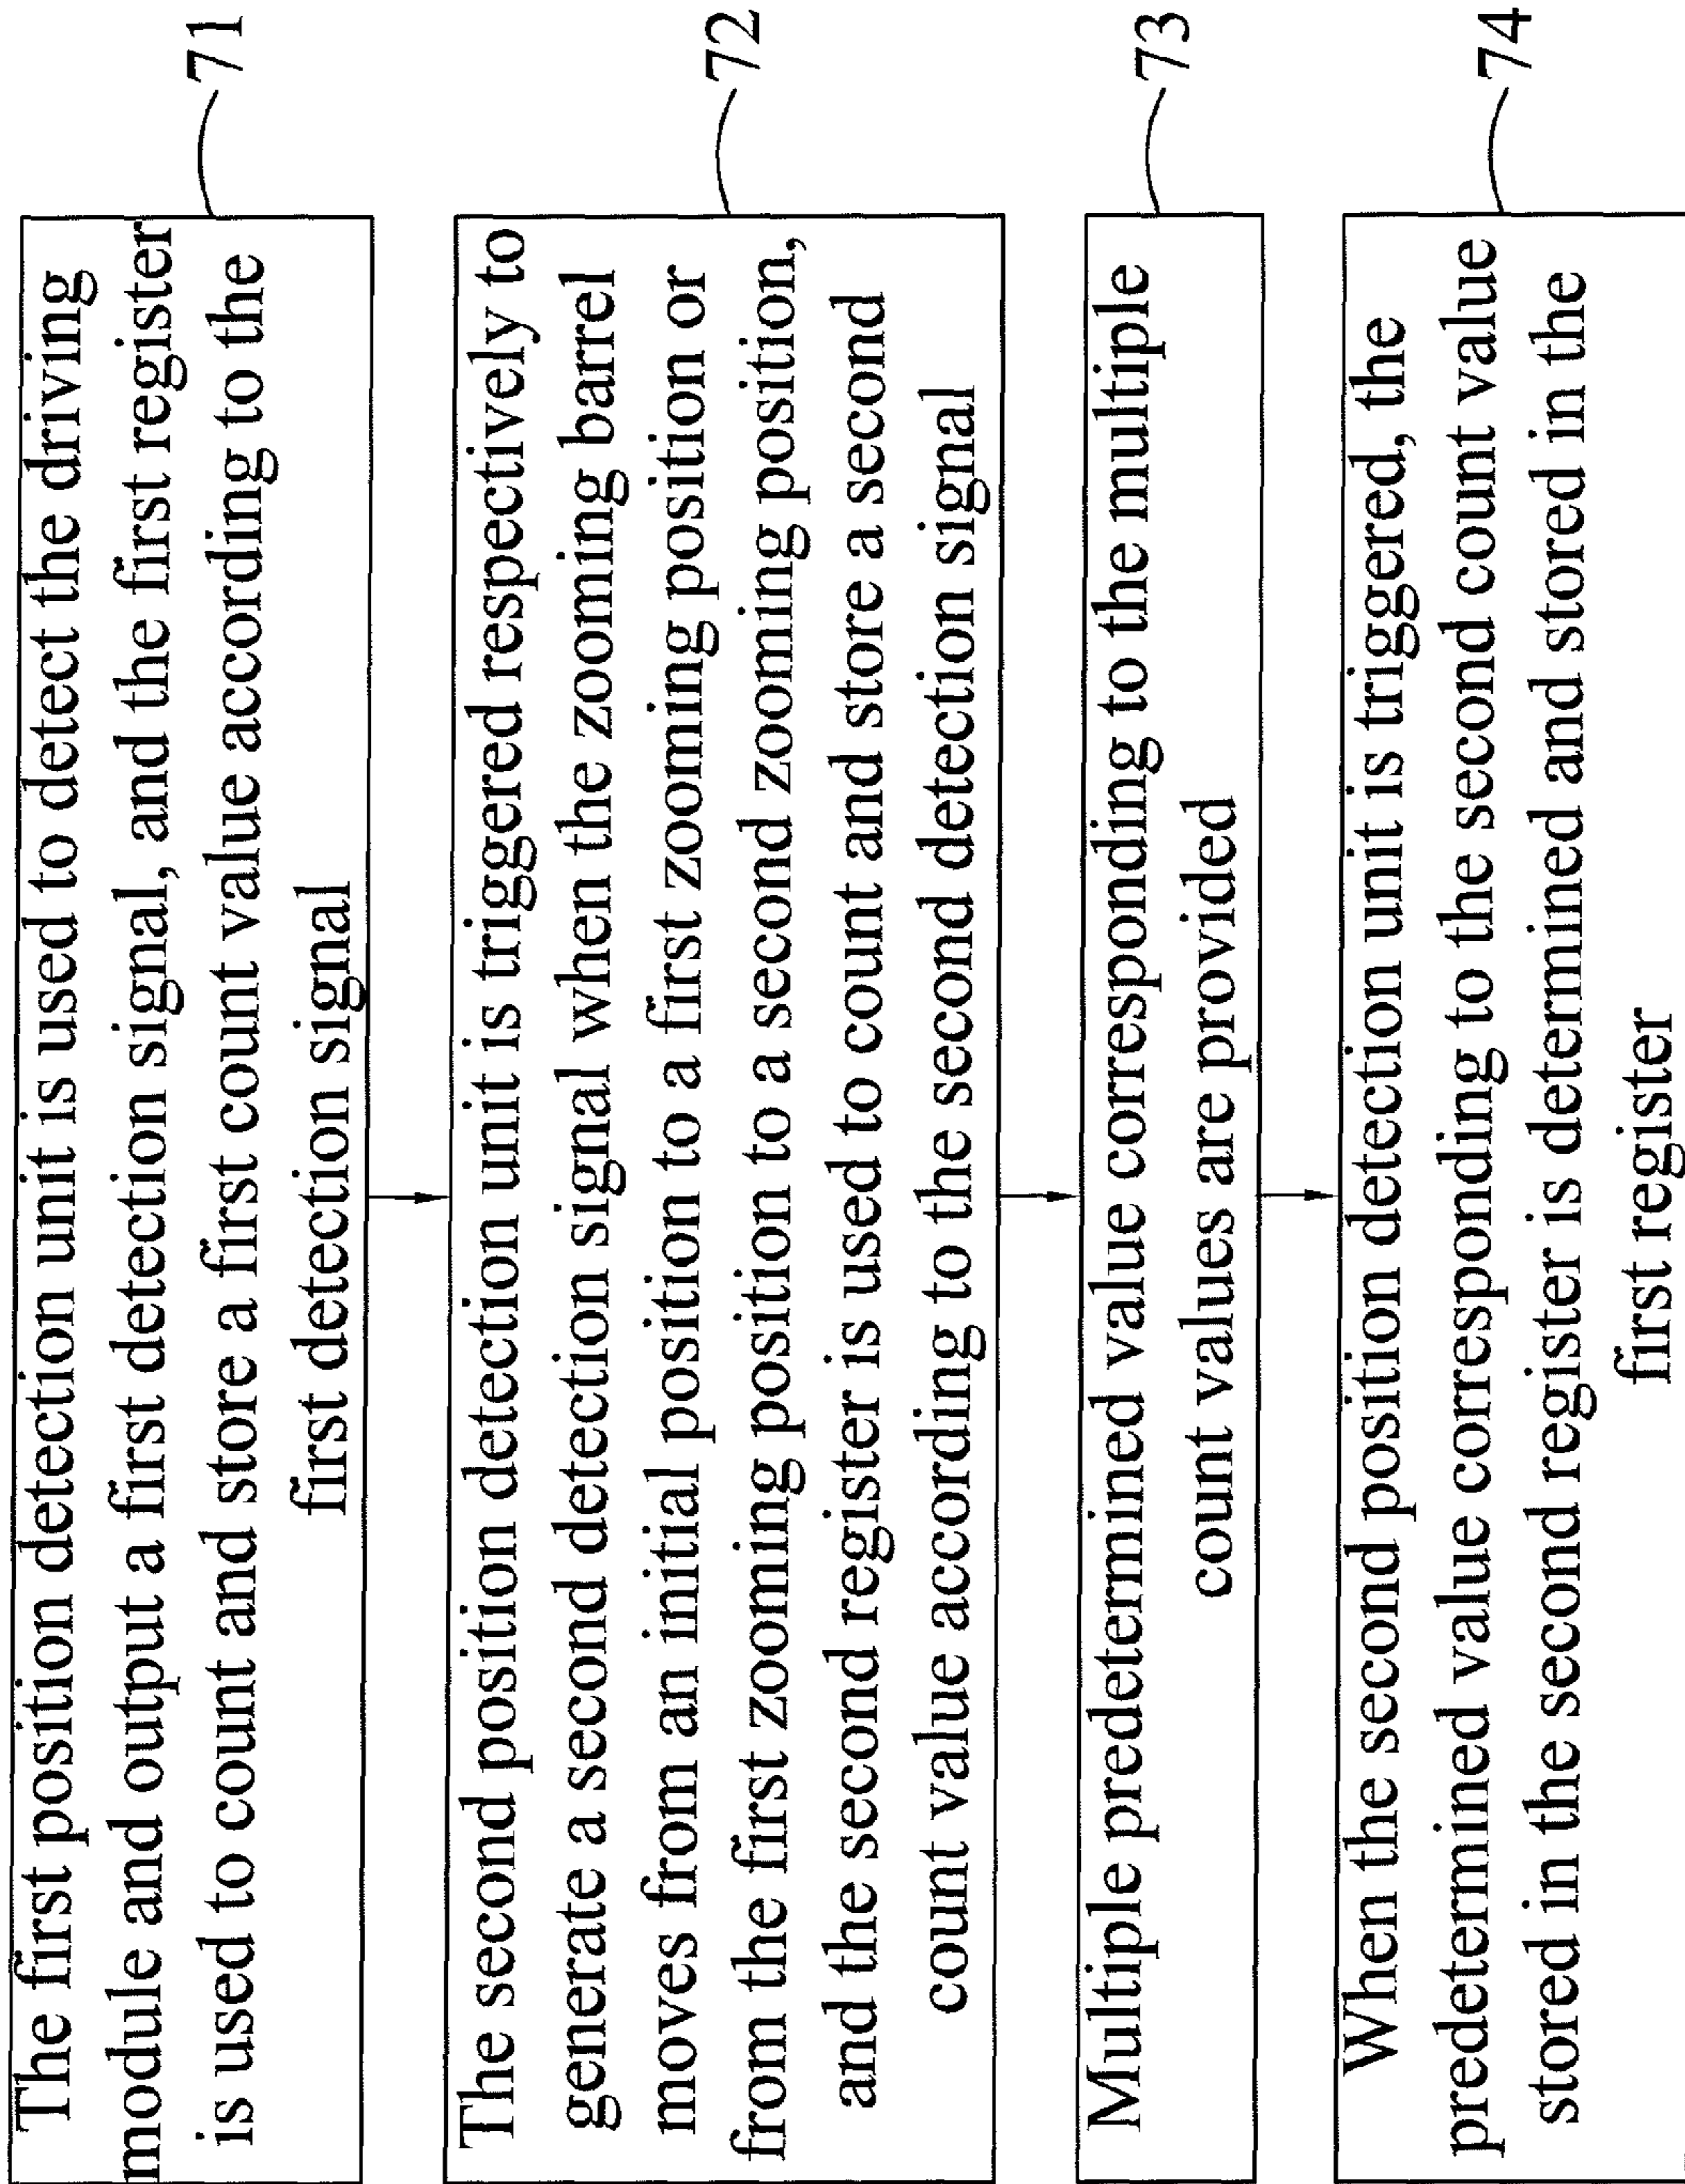 The first position detection unit is used to detect the driving
module and output a first detection signal, and the first register
is used to count and store a first count value according to the
first detection signal
71
The second position detection unit is triggered respectively to
generate a second detection signal when the zooming barrel
moves from an initial position to a first zooming position or
from the first zooming position to a second zooming position,
and the second register is used to count and store a second
count value according to the second detection signal
72
Multiple predetermined value corresponding to the multiple
count values are provided
73
When the second position detection unit is triggered, the
predetermined value corresponding to the second count value
stored in the second register is determined and stored in the
first register
74